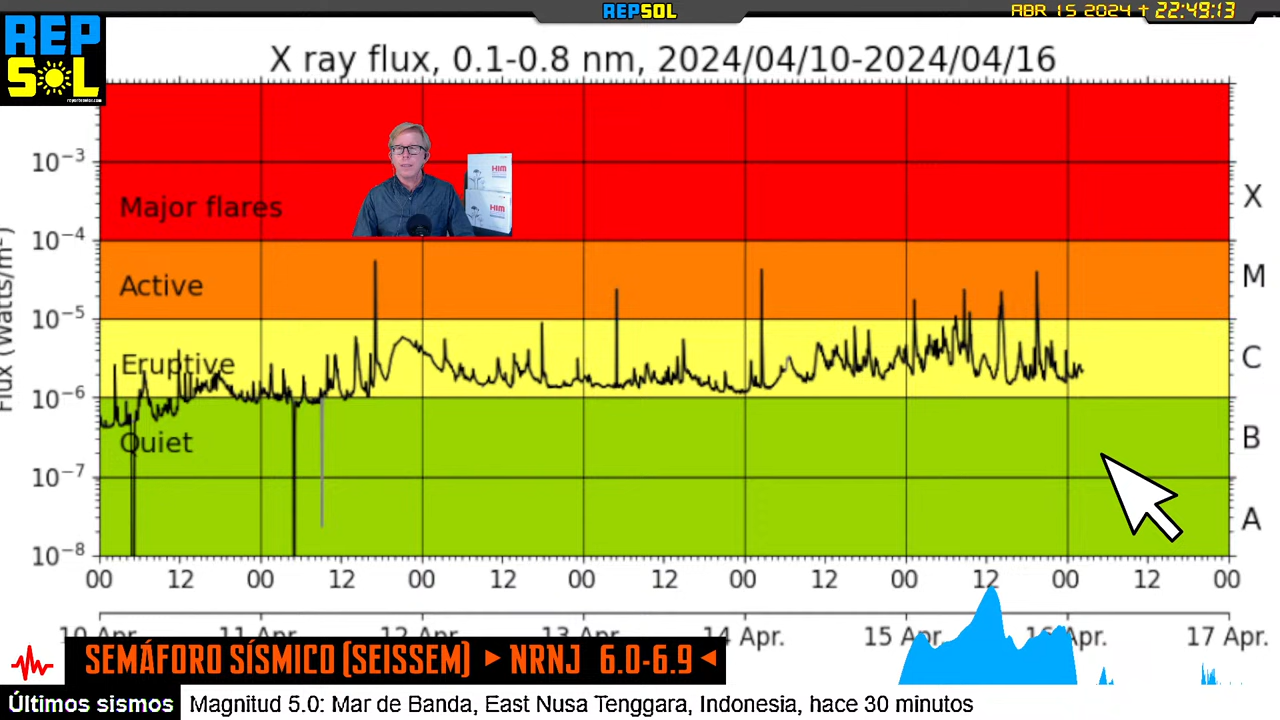 REPSOL
ABR 15 2024 † 22:49:13
REP
SOL
X ray flux, 0.1-0.8 nm, 2024/04/10-2024/04/16
Flux (Watts/m²)
10⁻³
10⁻⁴
10⁻⁵
10⁻⁶
10⁻⁷
10⁻⁸
Major flares
Active
Eruptive
Quiet
X
M
C
B
A
HIM
HIM
00 12 00 12 00 12 00 12 00 12 00 12 00 12 00
10 Apr. 11 Apr. 12 Apr. 13 Apr. 14 Apr. 15 Apr. 16 Apr. 17 Apr.
SEMÁFORO SÍSMICO (SEISSEM) ▶ NRNJ 6.0-6.9 ◀
Últimos sismos Magnitud 5.0: Mar de Banda, East Nusa Tenggara, Indonesia, hace 30 minutos